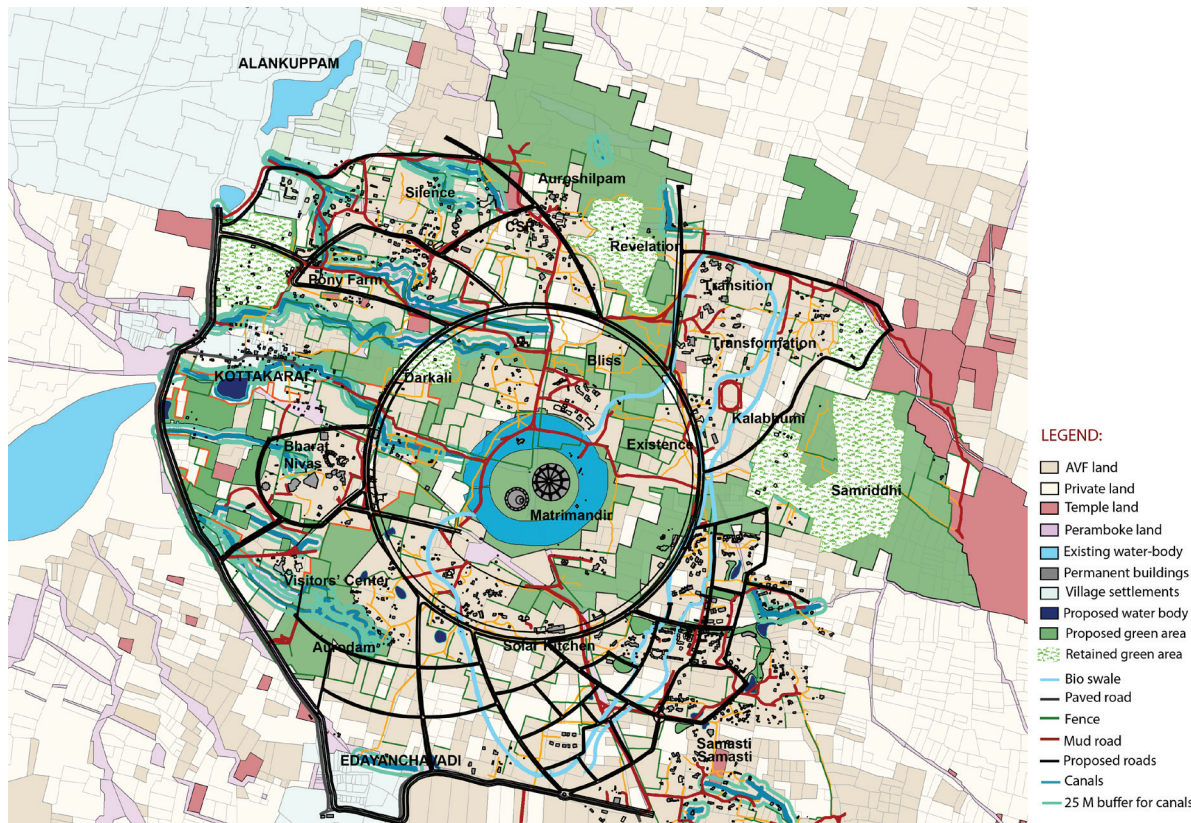 ALANKUPPAM
Silence
Auroshilpam
CSR
Revelation
Pony Farm
Transition
Transformation
Bliss
KOTTAKARAI
Darkali
Kalabhumi
Existence
Bharat
Nivas
Samriddhi
Matrimandir
Visitors' Center
Aurodam
Solar Kitchen
Samasti
Samasti
EDAYANCHAVADI
LEGEND:
AVF land
Private land
Temple land
Peramboke land
Existing water-body
Permanent buildings
Village settlements
Proposed water body
Proposed green area
Retained green area
Bio swale
Paved road
Fence
Mud road
Proposed roads
Canals
25 M buffer for canals